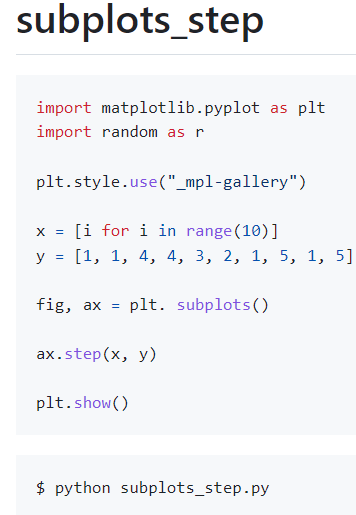 subplots_step
import matplotlib.pyplot as plt
import random as r
plt.style.use("_mpl-gallery")
x = [i for i in range(10)]
y = [1, 1, 4, 4, 3, 2, 1, 5, 1, 5]
fig, ax = plt. subplots()
ax.step(x, y)
plt.show()
$ python subplots_step.py